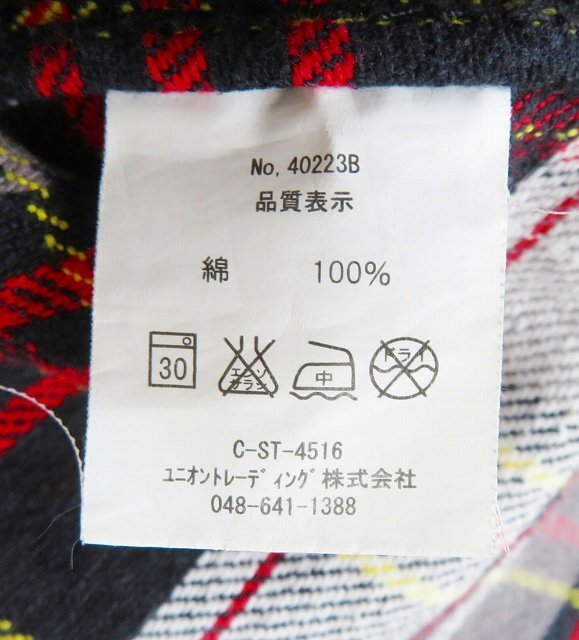 No. 40223B
品質表示
綿 100%
30
エンソ
サラシ
中
ドライ
C-ST-4516
ユニオントレーディング株式会社
048-641-1388